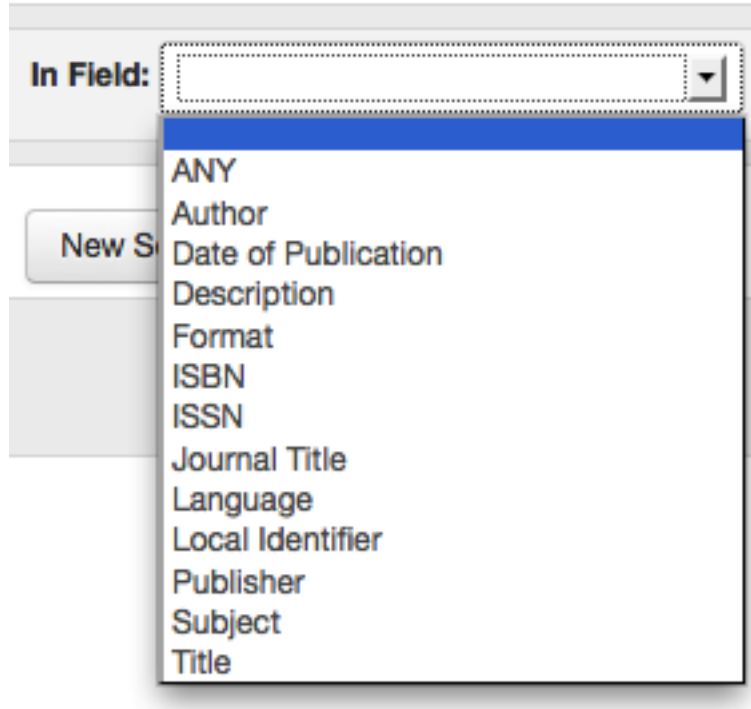 In Field:
ANY
Author
New
Date of Publication
Description
Format
ISBN
ISSN
Journal Title
Language
Local Identifier
Publisher
Subject
Title